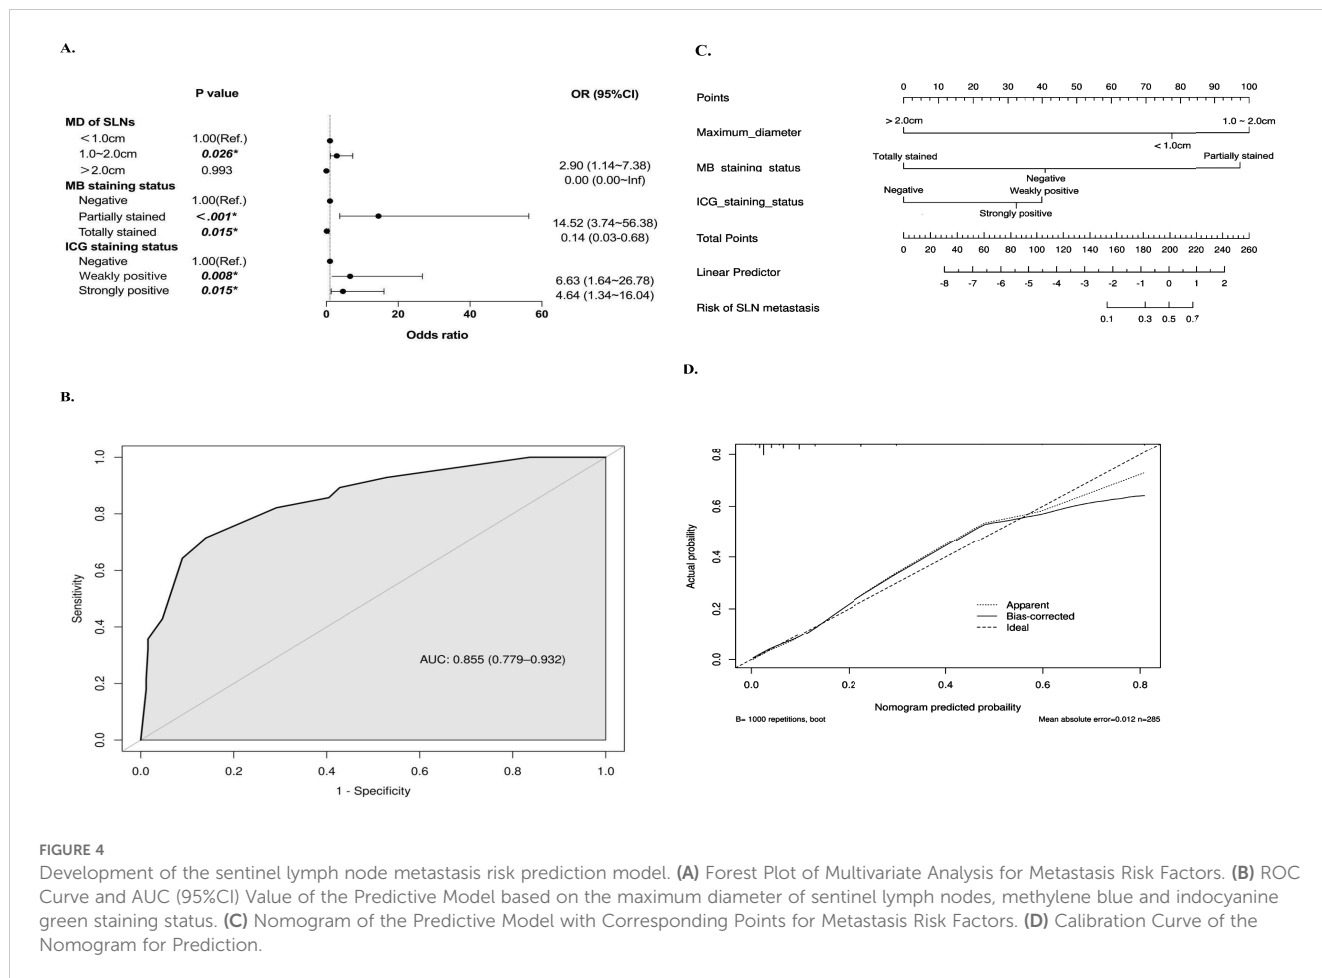 A.
P value OR (95%CI)
MD of SLNs
<1.0cm 1.00(Ref.)
1.0~2.0cm 0.026* 2.90 (1.14~7.38)
>2.0cm 0.993 0.00 (0.00~Inf)
MB staining status
Negative 1.00(Ref.)
Partially stained <.001* 14.52 (3.74~56.38)
Totally stained 0.015* 0.14 (0.03-0.68)
ICG staining status
Negative 1.00(Ref.)
Weakly positive 0.008* 6.63 (1.64~26.78)
Strongly positive 0.015* 4.64 (1.34~16.04)
0 20 40 60
Odds ratio
B.
Sensitivity
1.0
0.8
0.6
0.4
0.2
0.0
AUC: 0.855 (0.779–0.932)
0.0 0.2 0.4 0.6 0.8 1.0
1 - Specificity
C.
0 10 20 30 40 50 60 70 80 90 100
Points
>2.0cm 1.0 ~ 2.0cm
Maximum_diameter
<1.0cm
Totally stained Partially stained
MB_staining_status
Negative
Negative Weakly positive
ICG_staining_status
Strongly positive
Total Points
0 20 40 60 80 100 120 140 160 180 200 220 240 260
Linear Predictor
-8 -7 -6 -5 -4 -3 -2 -1 0 1 2
Risk of SLN metastasis
0.1 0.3 0.5 0.7
D.
Actual probaility
0.8
0.6
0.4
0.2
0.0
Apparent
Bias-corrected
Ideal
0.0 0.2 0.4 0.6 0.8
Nomogram predicted probaility
B= 1000 repetitions, boot Mean absolute error=0.012 n=285
FIGURE 4
Development of the sentinel lymph node metastasis risk prediction model. (A) Forest Plot of Multivariate Analysis for Metastasis Risk Factors. (B) ROC
Curve and AUC (95%CI) Value of the Predictive Model based on the maximum diameter of sentinel lymph nodes, methylene blue and indocyanine
green staining status. (C) Nomogram of the Predictive Model with Corresponding Points for Metastasis Risk Factors. (D) Calibration Curve of the
Nomogram for Prediction.